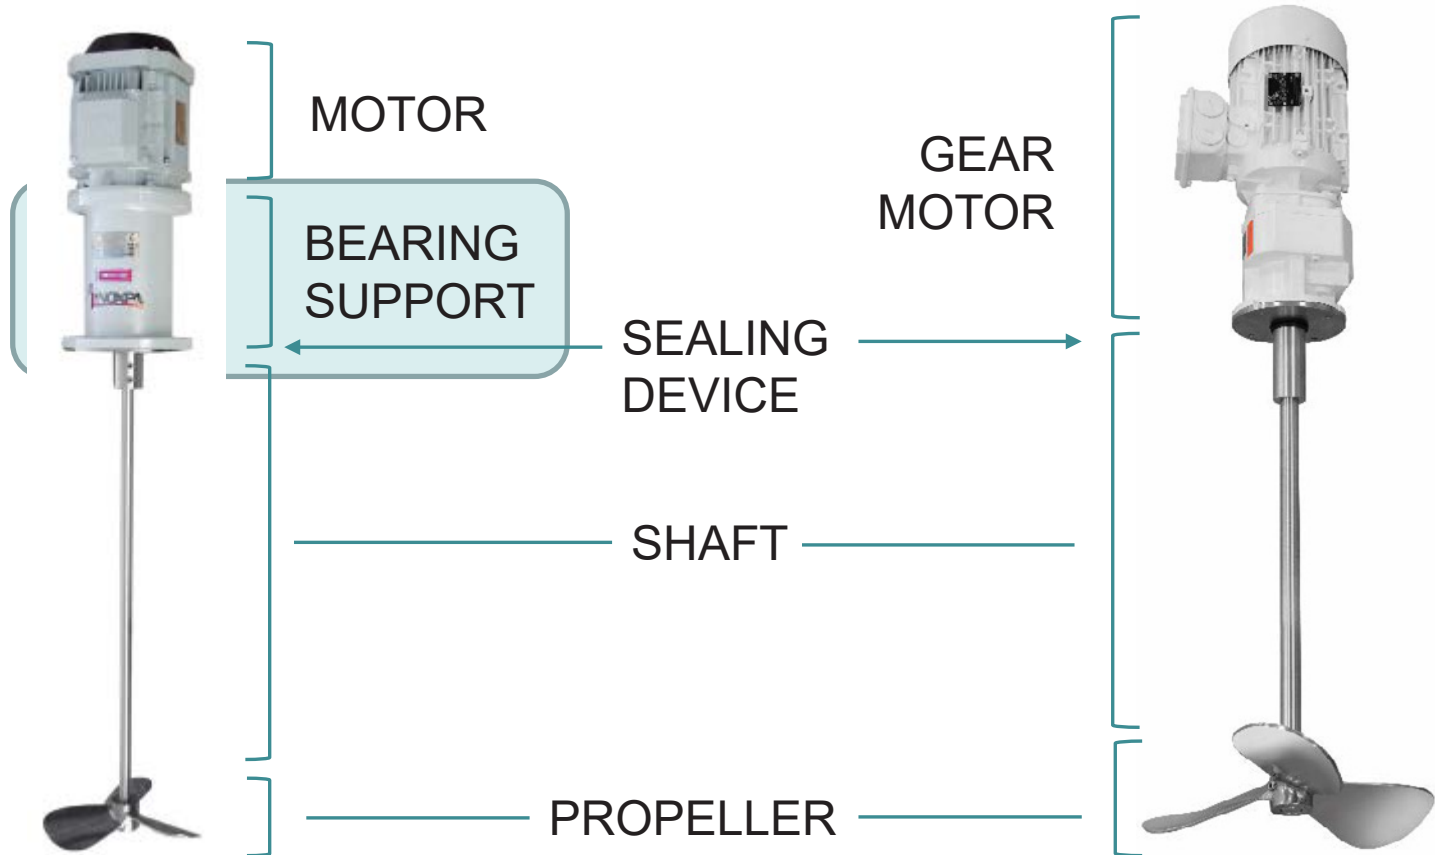 MOTOR
GEAR
MOTOR
BEARING
SUPPORT
SEALING
DEVICE
SHAFT
PROPELLER